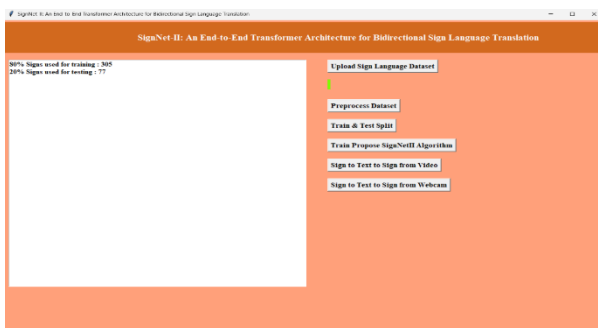 SignNet-II: An End-to-End Transformer Architecture for Bidirectional Sign Language Translation
SignNet-II: An End-to-End Transformer Architecture for Bidirectional Sign Language Translation
80% Signs used for training : 305
20% Signs used for testing : 77
Upload Sign Language Dataset
Preprocess Dataset
Train & Test Split
Train Propose SignNetII Algorithm
Sign to Text to Sign from Video
Sign to Text to Sign from Webcam